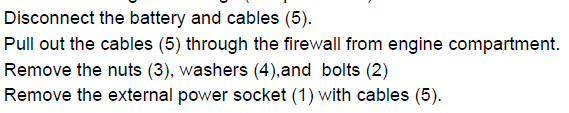 Disconnect the battery and cables (5).
Pull out the cables (5) through the firewall from engine compartment.
Remove the nuts (3), washers (4),and  bolts (2)
Remove the external power socket (1) with cables (5).